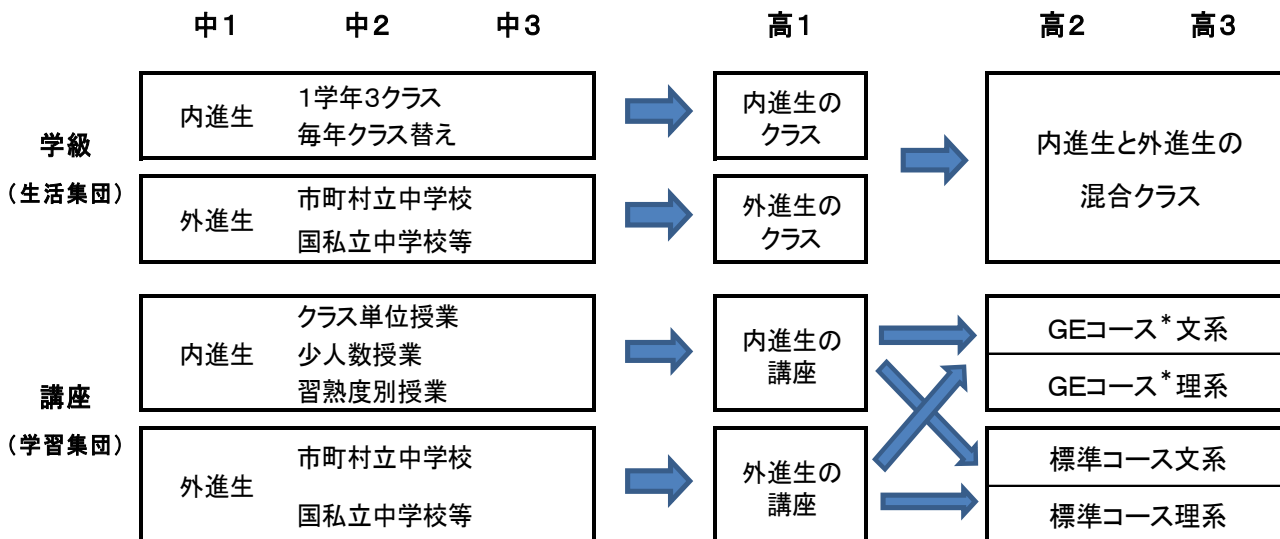 中1 中2 中3 高1 高2 高3
学級
(生活集団)
内進生
1学年3クラス
毎年クラス替え
内進生の
クラス
外進生
市町村立中学校
国私立中学校等
外進生の
クラス
内進生と外進生の
混合クラス
講座
(学習集団)
内進生
クラス単位授業
少人数授業
習熟度別授業
内進生の
講座
外進生
市町村立中学校
国私立中学校等
外進生の
講座
GEコース*文系
GEコース*理系
標準コース文系
標準コース理系